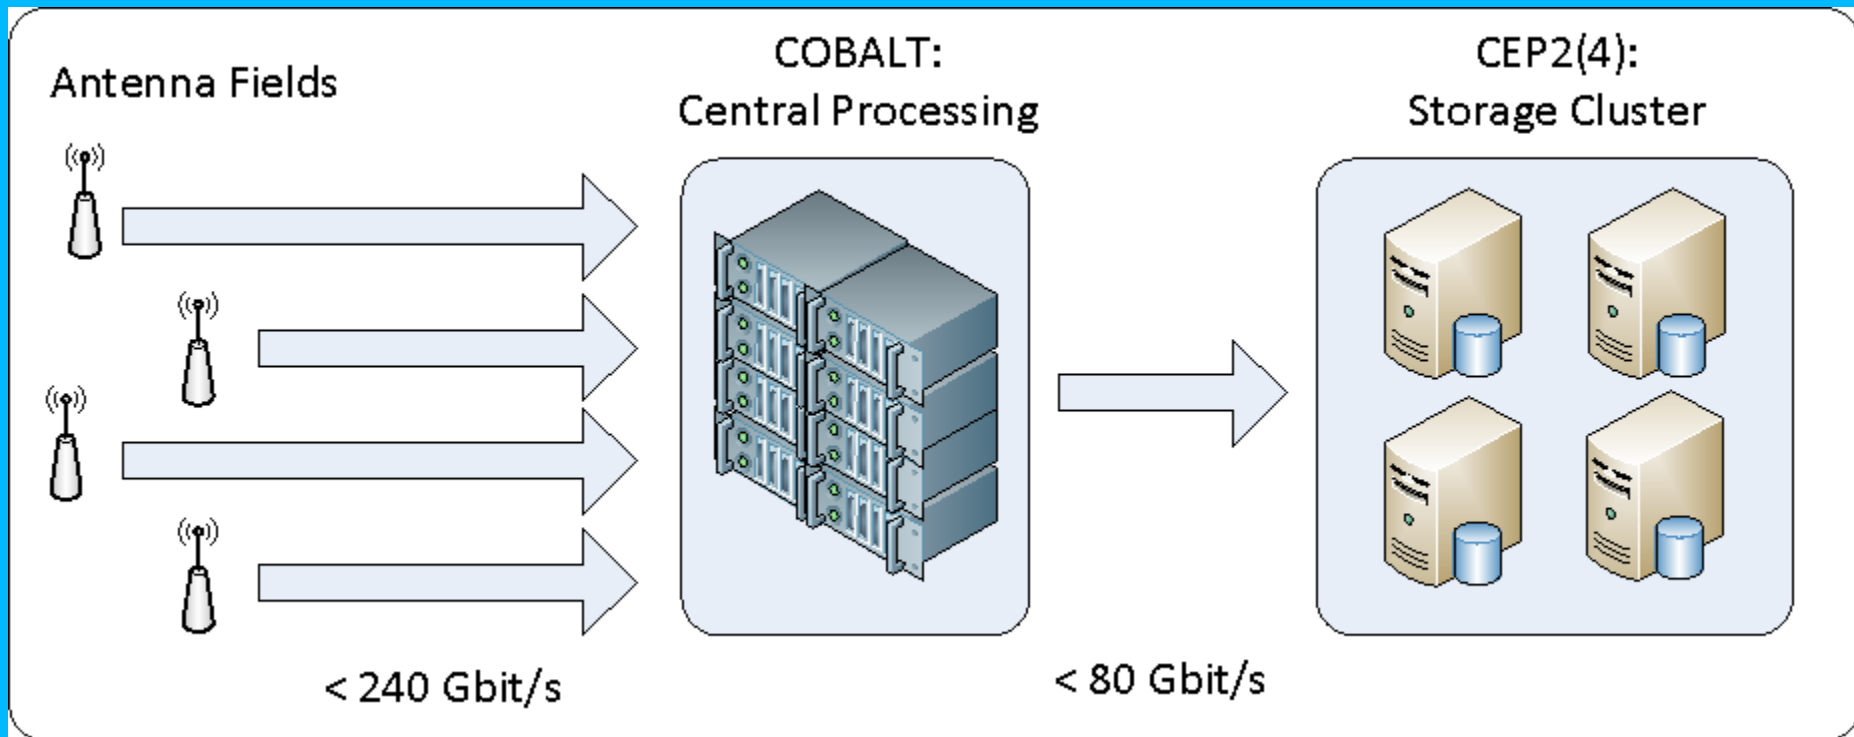 Antenna Fields
COBALT:
Central Processing
CEP2(4):
Storage Cluster
< 240 Gbit/s
< 80 Gbit/s